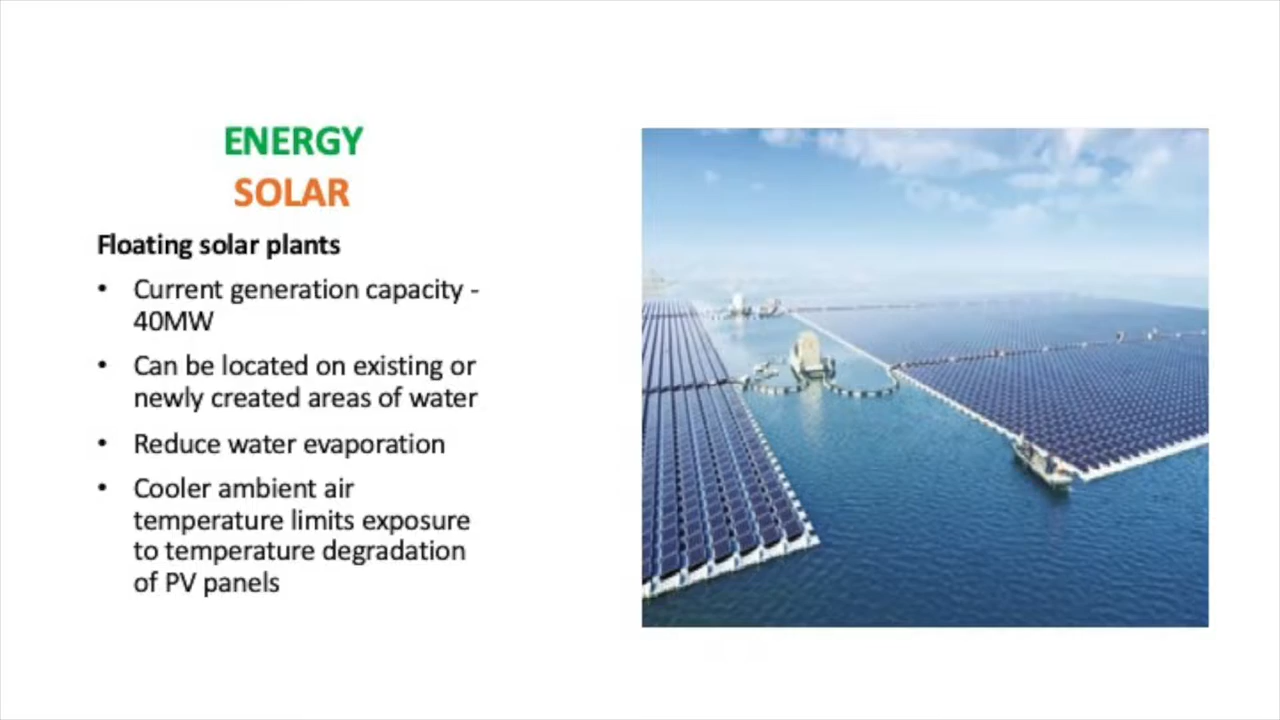 ENERGY
SOLAR
Floating solar plants
• Current generation capacity -
40MW
• Can be located on existing or
newly created areas of water
• Reduce water evaporation
• Cooler ambient air
temperature limits exposure
to temperature degradation
of PV panels